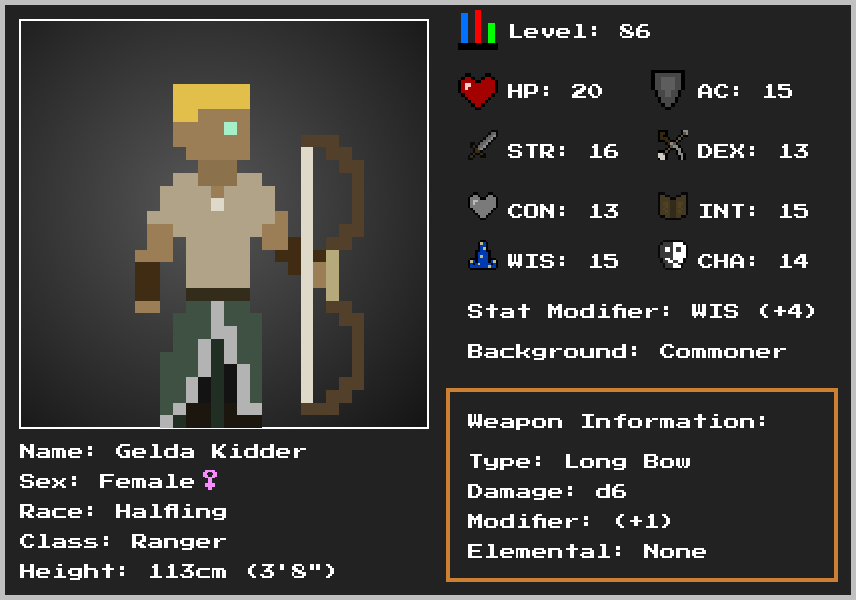 Level: 86
HP: 20
AC: 15
STR: 16
DEX: 13
CON: 13
INT: 15
WIS: 15
CHA: 14
Stat Modifier: WIS (+4)
Background: Commoner
Weapon Information:
Type: Long Bow
Damage: d6
Modifier: (+1)
Elemental: None
Name: Gelda Kidder
Sex: Female♀
Race: Halfling
Class: Ranger
Height: 113cm (3'8")